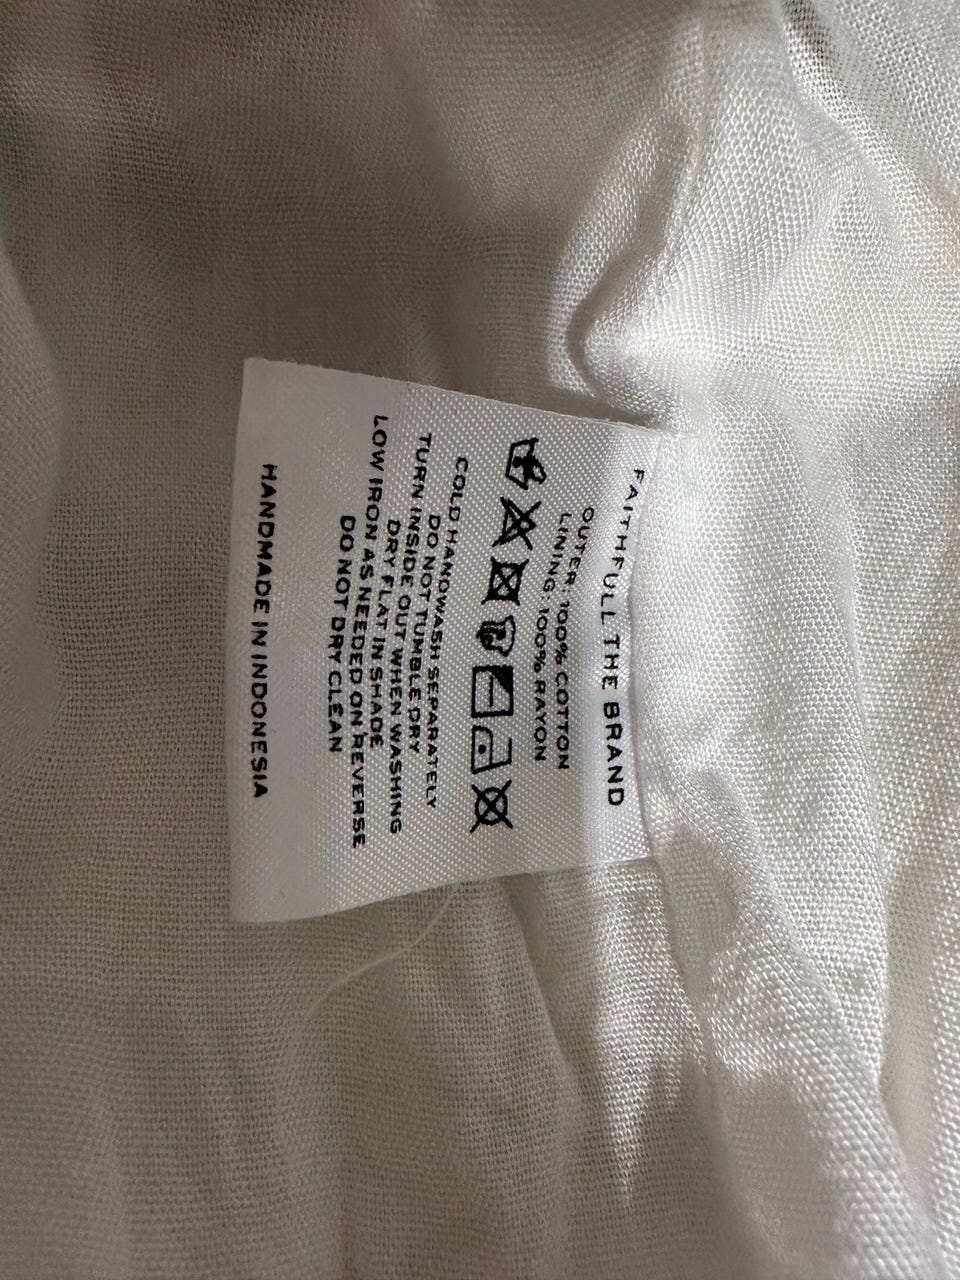 FAITHFULL THE BRAND
OUTER: 100% COTTON
LINING 100% RAYON
COLD HANDWASH SEPARATELY
DO NOT TUMBLE DRY
TURN INSIDE OUT WHEN WASHING
DRY FLAT IN SHADE
LOW IRON AS NEEDED ON REVERSE
DO NOT DRY CLEAN
HANDMADE IN INDONESIA